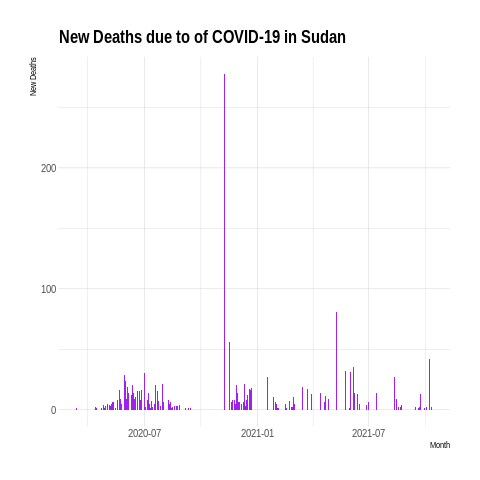 New Deaths due to of COVID-19 in Sudan
New Deaths
200
100
0
2020-07 2021-01 2021-07
Month